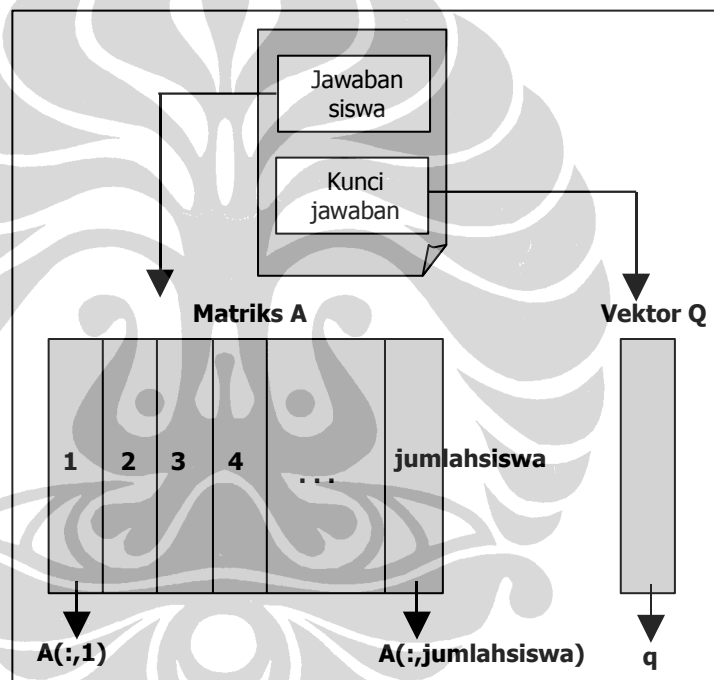 Jawaban
siswa
Kunci
jawaban
Matriks A
Vektor Q
1 2 3 4 ... jumlahsiswa
A(:,1) A(:,jumlahsiswa) q